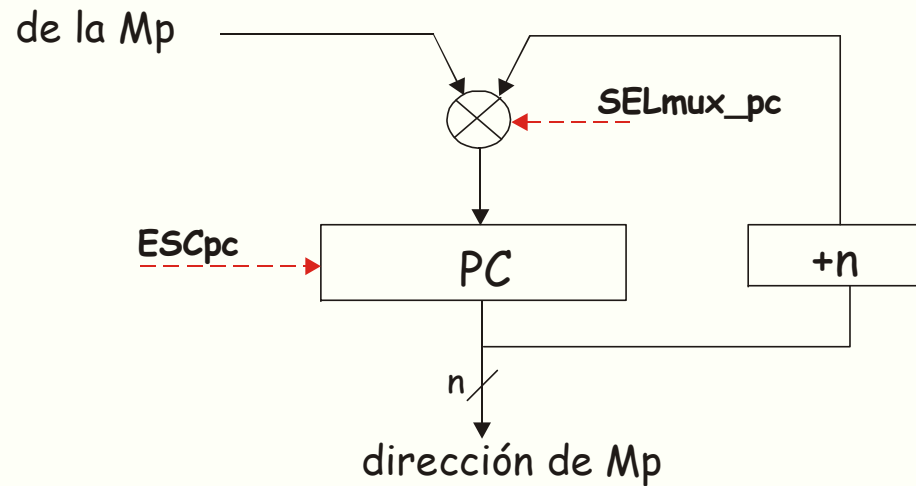 de la Mp
SELmux_pc
ESCpc
PC
+n
n
dirección de Mp